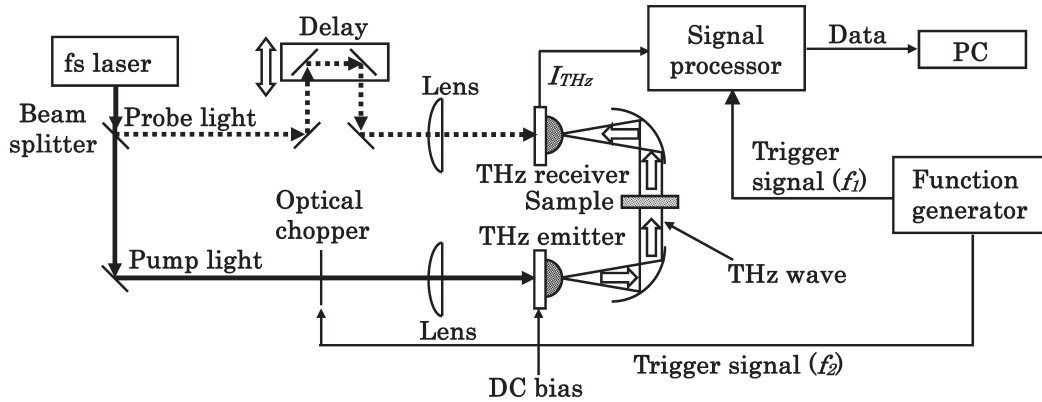 fs laser
Delay
Signal
processor
Data
PC
I_THz
Lens
Beam
splitter
Probe light
THz receiver
Trigger
signal (f1)
Function
generator
Optical
chopper
Sample
THz emitter
Pump light
THz wave
Lens
Trigger signal (f2)
DC bias